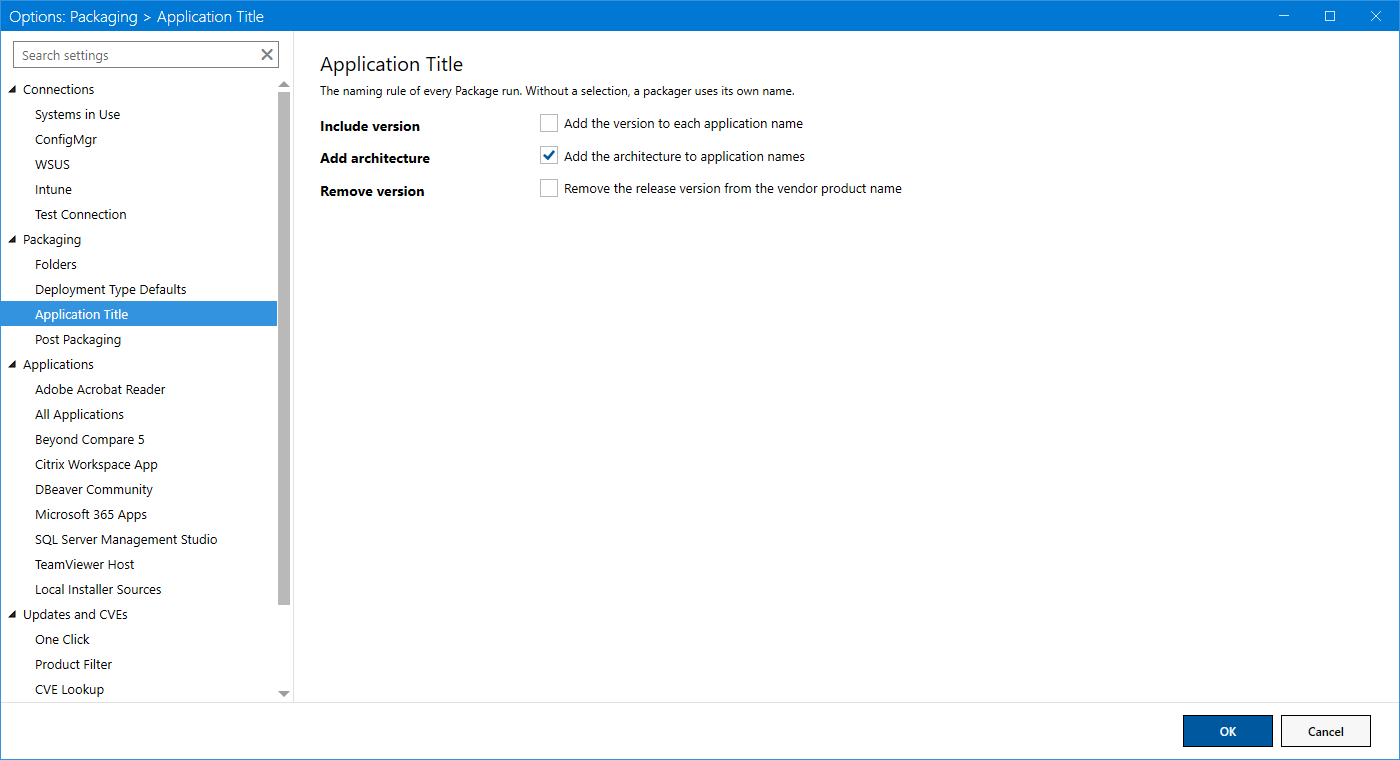 Options: Packaging > Application Title
Search settings
Connections
Systems in Use
ConfigMgr
WSUS
Intune
Test Connection
Packaging
Folders
Deployment Type Defaults
Application Title
Post Packaging
Applications
Adobe Acrobat Reader
All Applications
Beyond Compare 5
Citrix Workspace App
DBeaver Community
Microsoft 365 Apps
SQL Server Management Studio
TeamViewer Host
Local Installer Sources
Updates and CVEs
One Click
Product Filter
CVE Lookup
Application Title
The naming rule of every Package run. Without a selection, a packager uses its own name.
Include version Add the version to each application name
Add architecture Add the architecture to application names
Remove version Remove the release version from the vendor product name
OK Cancel